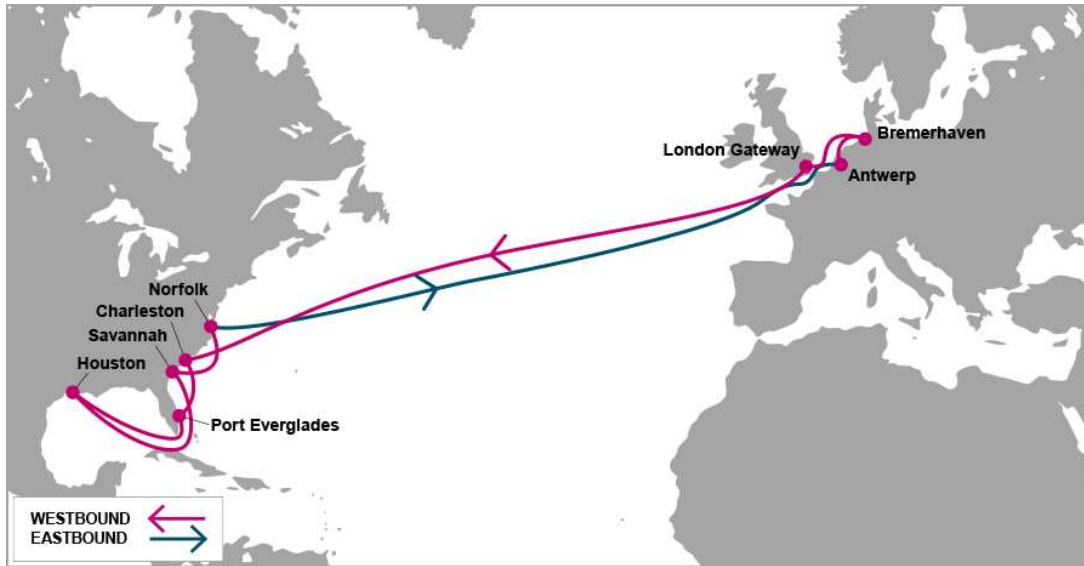 Bremerhaven
London Gateway
Antwerp
Norfolk
Charleston
Savannah
Houston
Port Everglades
WESTBOUND
EASTBOUND